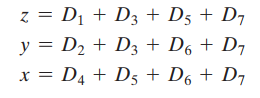 z = D₁ + D₃ + D₅ + D₇
y = D₂ + D₃ + D₆ + D₇
x = D₄ + D₅ + D₆ + D₇